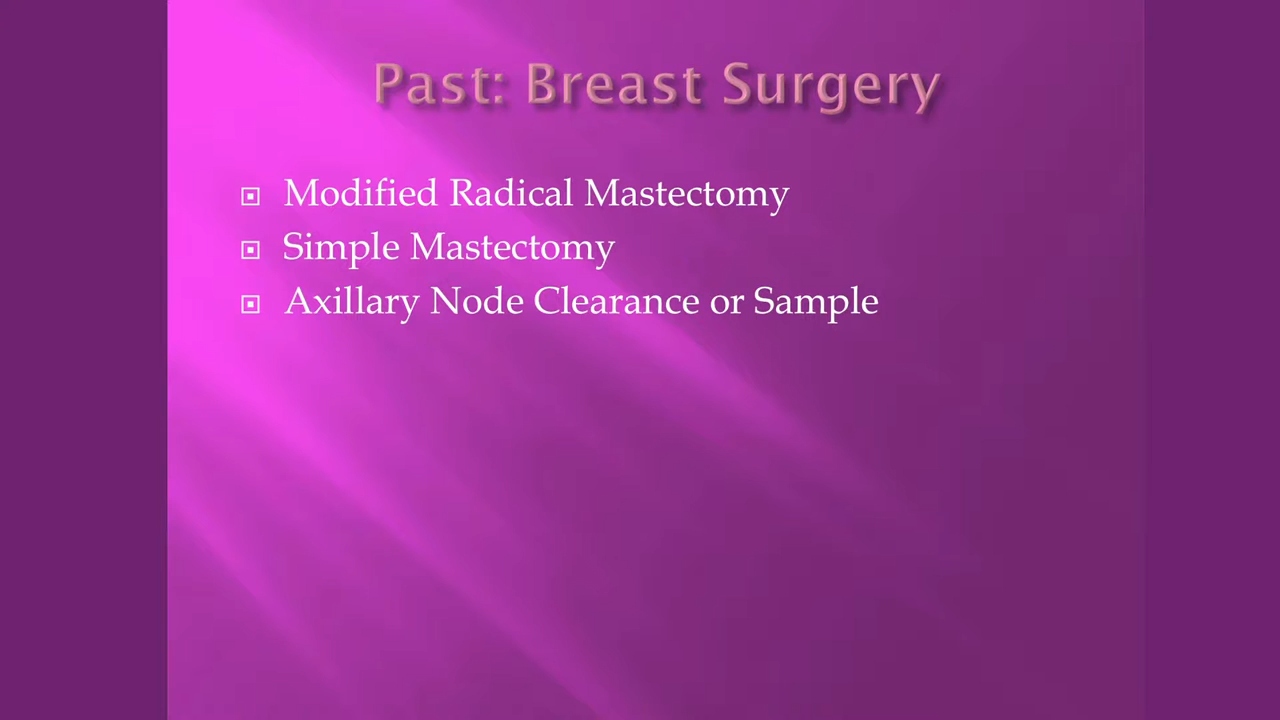 Past: Breast Surgery
Modified Radical Mastectomy
Simple Mastectomy
Axillary Node Clearance or Sample